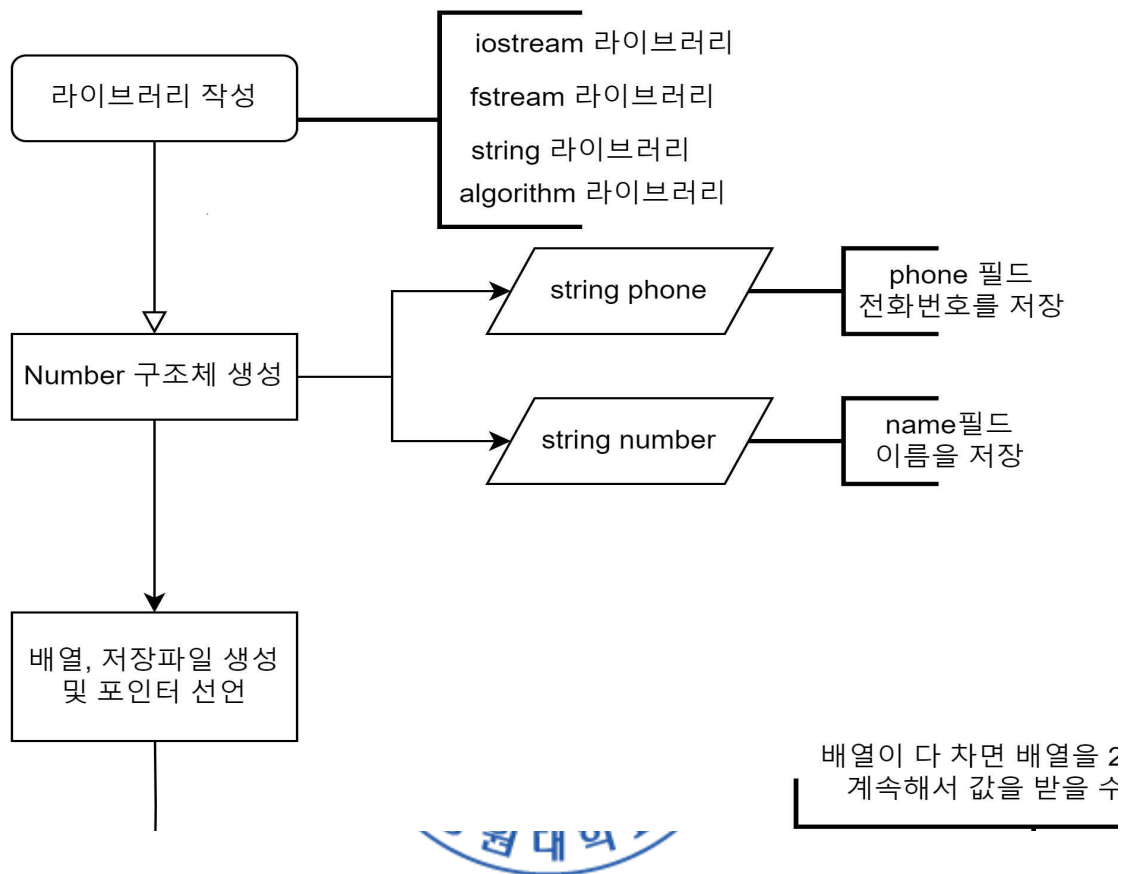 라이브러리 작성
iostream 라이브러리
fstream 라이브러리
string 라이브러리
algorithm 라이브러리
Number 구조체 생성
string phone
phone 필드
전화번호를 저장
string number
name필드
이름을 저장
배열, 저장파일 생성
및 포인터 선언
배열이 다 차면 배열을 2
계속해서 값을 받을 수
원대